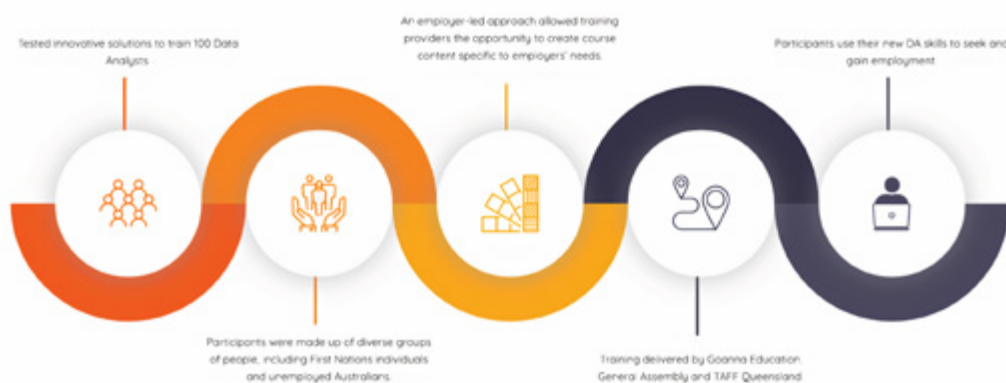 Tested innovative solutions to train 100 Data
Analysts
Participants were made up of diverse groups
of people, including First Nations individuals
and unemployed Australians.
An employer-led approach allowed training
providers the opportunity to create course
content specific to employers' needs.
Training delivered by Goanna Education.
General Assembly and TAFF Queensland
Participants use their new DA skills to seek and
gain employment